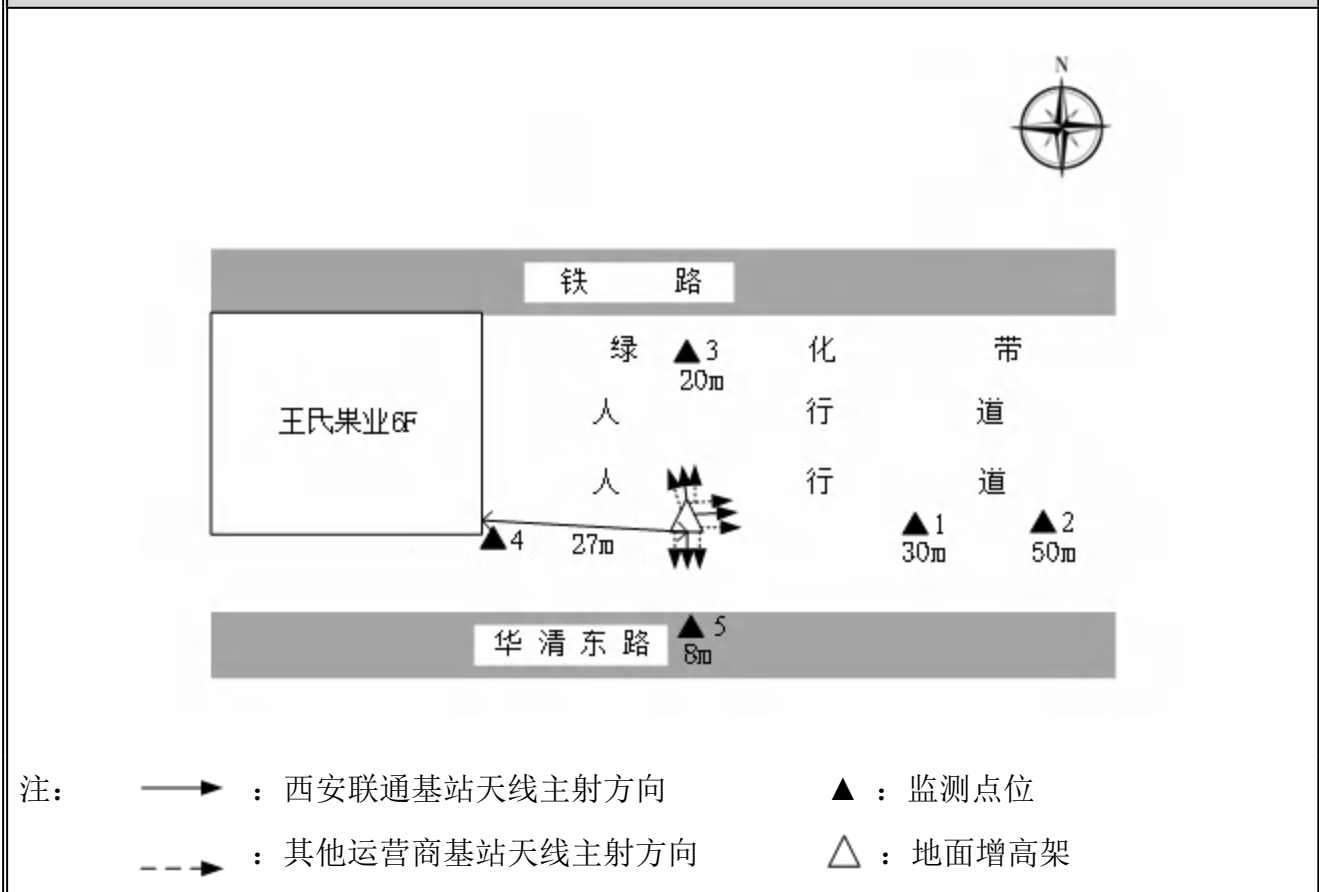 N
铁 路
绿 ▲3 化 带
20m
人 行 道
王氏果业6F
人 行 道
▲1 ▲2
▲4 27m 30m 50m
▲5
华清东路 8m
注： ：西安联通基站天线主射方向 ▲：监测点位
：其他运营商基站天线主射方向 △：地面增高架